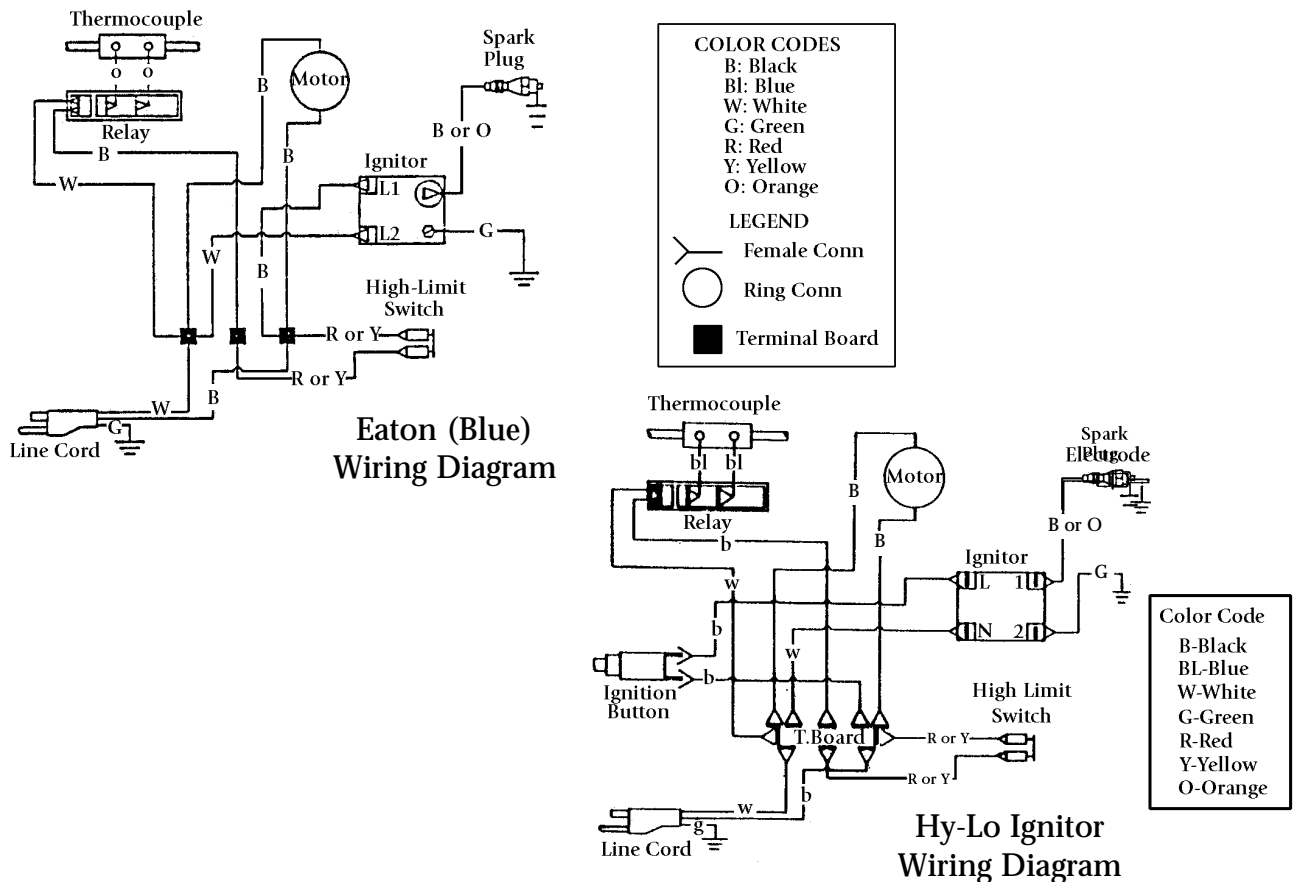 Thermocouple
o o
Relay
B
W
B
Motor
B
Spark
Plug
B or O
Ignitor
L1
L2
G
W
B
High-Limit
Switch
R or Y
R or Y
B
W
G
Line Cord
Eaton (Blue)
Wiring Diagram
COLOR CODES
B: Black
Bl: Blue
W: White
G: Green
R: Red
Y: Yellow
O: Orange
LEGEND
Female Conn
Ring Conn
Terminal Board
Thermocouple
bl bl
Relay
b
w
B
Motor
B
Spark
Plug
Electrode
B or O
Ignitor
L 1
N 2
G
b
w
b
Ignition
Button
T.Board
High Limit
Switch
R or Y
R or Y
b
w
g
Line Cord
Hy-Lo Ignitor
Wiring Diagram
Color Code
B-Black
BL-Blue
W-White
G-Green
R-Red
Y-Yellow
O-Orange